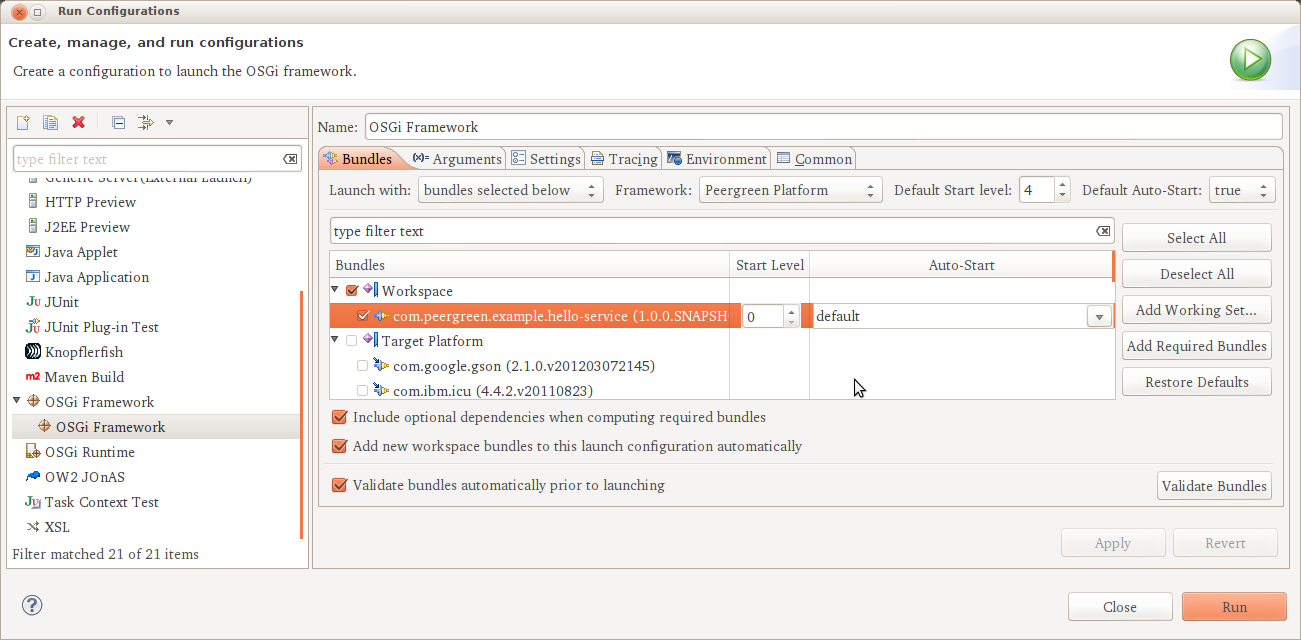 Run Configurations
Create, manage, and run configurations
Create a configuration to launch the OSGi framework.
type filter text
Generic Server(External Launch)
HTTP Preview
J2EE Preview
Java Applet
Java Application
JUnit
JUnit Plug-in Test
Knopflerfish
Maven Build
OSGi Framework
OSGi Framework
OSGi Runtime
OW2 JOnAS
Task Context Test
XSL
Filter matched 21 of 21 items
Name: OSGi Framework
Bundles (x)= Arguments Settings Tracing Environment Common
Launch with: bundles selected below Framework: Peergreen Platform Default Start level: 4 Default Auto-Start: true
type filter text
Bundles Start Level Auto-Start
Workspace
com.peergreen.example.hello-service (1.0.0.SNAPSH 0 default
Target Platform
com.google.gson (2.1.0.v201203072145)
com.ibm.icu (4.4.2.v20110823)
Select All
Deselect All
Add Working Set...
Add Required Bundles
Restore Defaults
Include optional dependencies when computing required bundles
Add new workspace bundles to this launch configuration automatically
Validate bundles automatically prior to launching Validate Bundles
Apply Revert
? Close Run